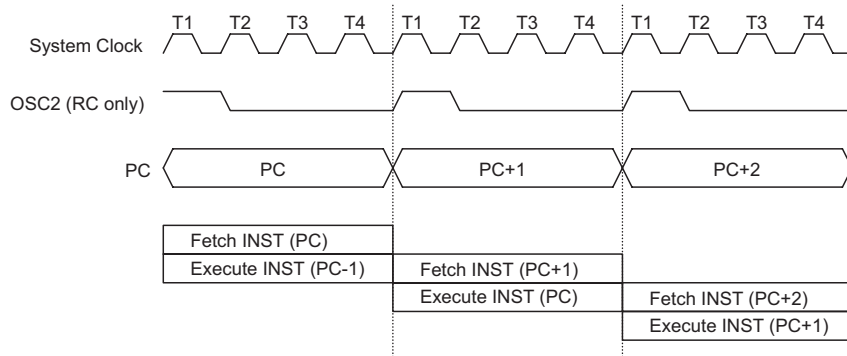 T1 T2 T3 T4 T1 T2 T3 T4 T1 T2 T3 T4
System Clock
OSC2 (RC only)
PC PC PC+1 PC+2
Fetch INST (PC)
Execute INST (PC-1) Fetch INST (PC+1)
Execute INST (PC) Fetch INST (PC+2)
Execute INST (PC+1)